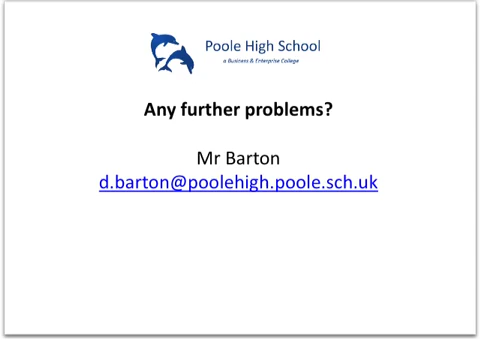 Poole High School
a Business & Enterprise College
Any further problems?
Mr Barton
d.barton@poolehigh.poole.sch.uk